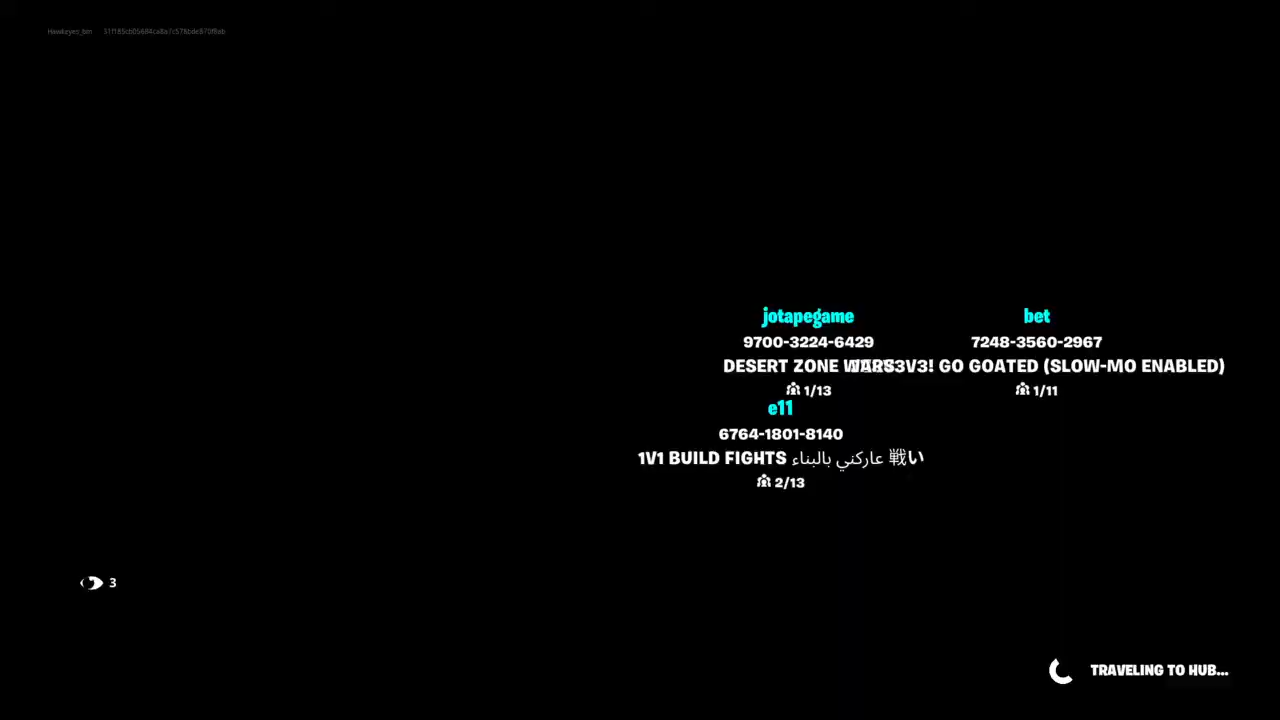 Hawkeyes_bin
jotapegame
9700-3224-6429
DESERT ZONE WARS
1/13
bet
7248-3560-2967
3V3! GO GOATED (SLOW-MO ENABLED)
1/11
e11
6764-1801-8140
1V1 BUILD FIGHTS عاركني بالبناء 戦い
2/13
3
TRAVELING TO HUB...